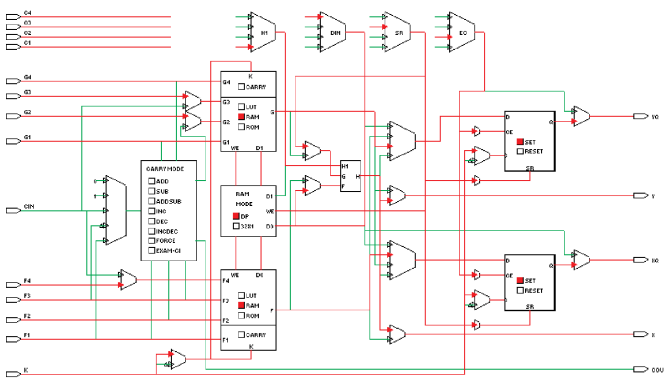 C4
C3
C2
C1
H1
DIN
SR
EC
G4
G3
G2
G1
CIN
F4
F3
F2
F1
K
K
G4
CARRY
G3
LUT
RAM
ROM
G2
G1
G
WE
D1
CARRY MODE
ADD
SUB
ADDSUB
INC
DEC
INCDEC
FORCE
EXAM-CI
RAM
MODE
DP
32X1
D1
WE
D0
H1
G
F
H
WE
D1
F4
LUT
F3
RAM
ROM
F2
F1
CARRY
K
F
D
Q
CE
SET
RESET
SR
YQ
Y
D
Q
CE
SET
RESET
SR
XQ
X
COU